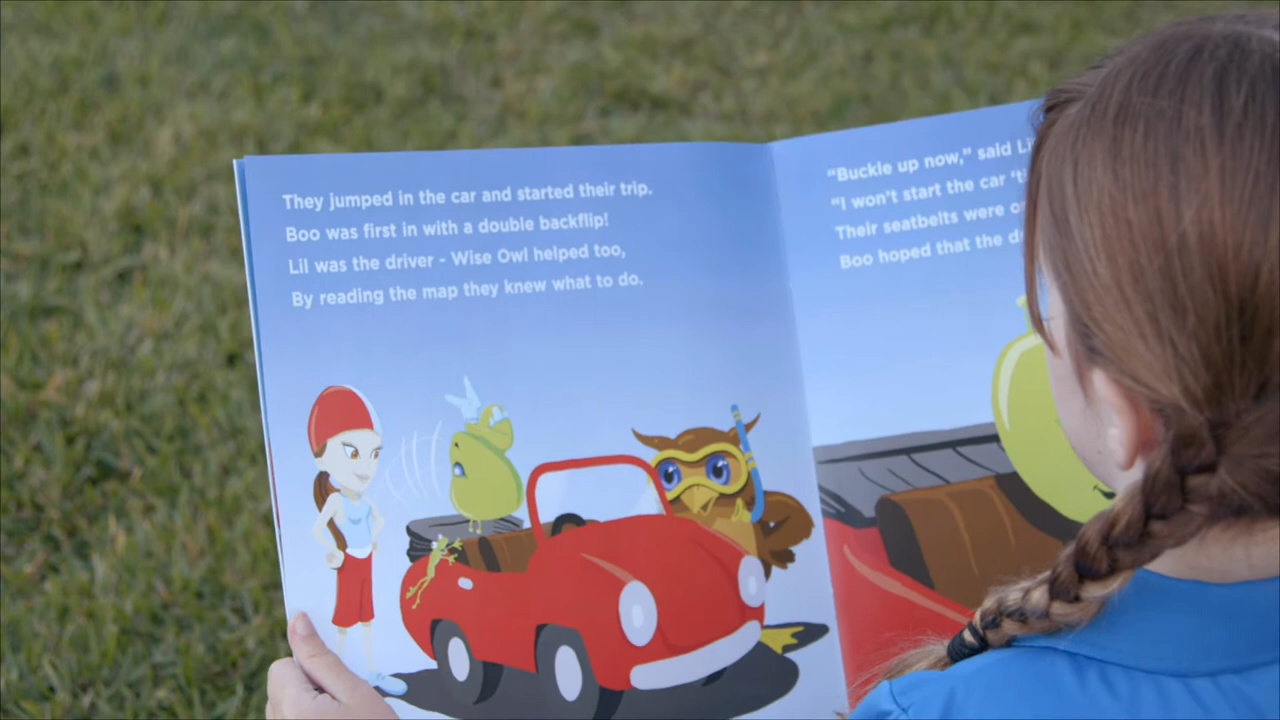 They jumped in the car and started their trip.
Boo was first in with a double backflip!
Lil was the driver - Wise Owl helped too,
By reading the map they knew what to do.
“Buckle up now,” said
“I won’t start the car
Their seatbelts were
Boo hoped that the